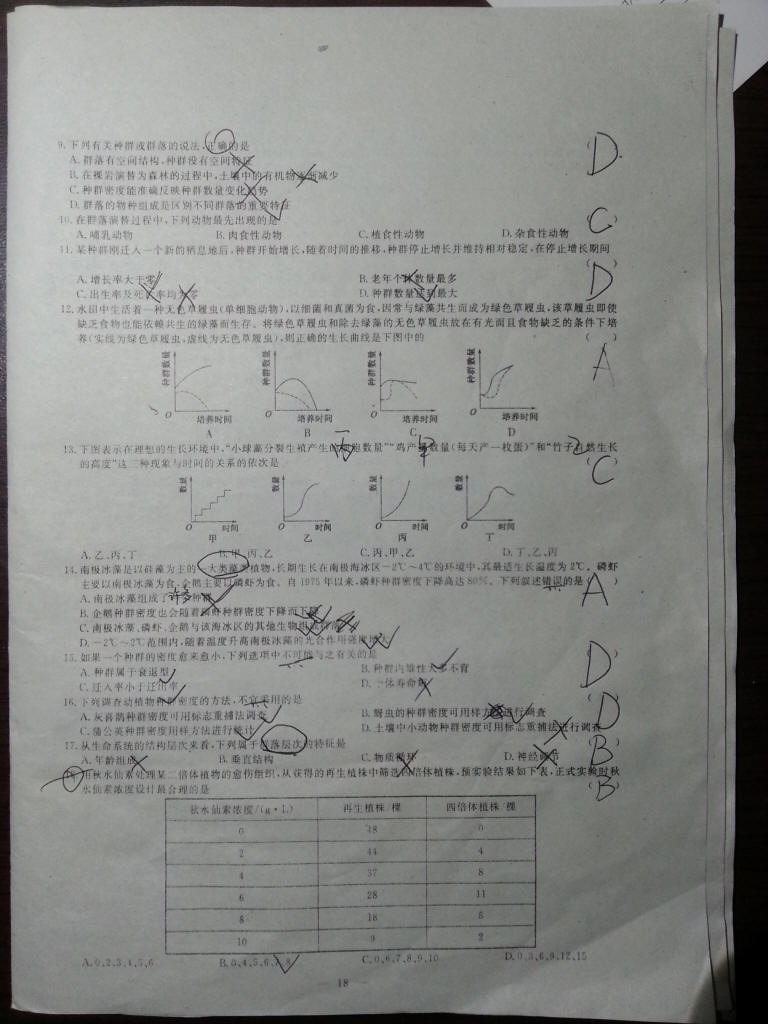 9.下列有关种群或群落的说法,正确的是 ( ) D
A.群落有空间结构,种群没有空间特征
B.在裸岩演替为森林的过程中,土壤中的有机物逐渐减少
C.种群密度能准确反映种群数量变化趋势
D.群落的物种组成是区别不同群落的重要特征
10.在群落演替过程中,下列动物最先出现的是 ( ) C
A.哺乳动物 B.肉食性动物 C.植食性动物 D.杂食性动物
11.某种群刚迁入一个新的栖息地后,种群开始增长,随着时间的推移,种群停止增长并维持相对稳定,在停止增长期间
( ) D
A.增长率大于零 B.老年个体数量最多
C.出生率及死亡率均为零 D.种群数量达到最大
12.水田中生活着一种无色草履虫(单细胞动物),以细菌和真菌为食,因常与绿藻共生而成为绿色草履虫,该草履虫即使
缺乏食物也能依赖共生的绿藻而生存。将绿色草履虫和除去绿藻的无色草履虫放在有光而且食物缺乏的条件下培
养(实线为绿色草履虫,虚线为无色草履虫),则正确的生长曲线是下图中的 ( ) A
种群数量 种群数量 种群数量 种群数量
O 培养时间 O 培养时间 O 培养时间 O 培养时间
A B C D
丙 甲 乙
13.下图表示在理想的生长环境中,“小球藻分裂生殖产生的细胞数量”“鸡产蛋数量(每天产一枚蛋)”和“竹子自然生长
的高度”这三种现象与时间的关系的依次是 ( ) C
数量 数量 数量 数量
O 时间 O 时间 O 时间 O 时间
甲 乙 丙 丁
A.乙、丙、丁 B.甲、丙、乙 C.丙、甲、乙 D.丁、乙、丙
14.南极冰藻是以硅藻为主的一大类藻类植物,长期生长在南极海冰区-2℃~4℃的环境中,其最适生长温度为2℃。磷虾
主要以南极冰藻为食,企鹅主要以磷虾为食。自1975年以来,磷虾种群密度下降高达80%。下列叙述错误的是 ( ) A
A.南极冰藻组成了 种群 许多
B.企鹅种群密度也会随着磷虾种群密度下降而下降
C.南极冰藻、磷虾、企鹅与该海冰区的其他生物组成群落
D.-2℃~2℃范围内,随着温度升高南极冰藻的光合作用强度增大
15.如果一个种群的密度愈来愈小,下列选项中不可能与之有关的是 ( ) D
A.种群属于衰退型 B.种群内雌性大多不育
C.迁入率小于迁出率 D.个体寿命
16.下列调查动植物种群密度的方法,不宜采用的是 ( ) D
A.灰喜鹊种群密度可用标志重捕法调查 B.蚜虫的种群密度可用样方法进行调查
C.蒲公英种群密度用样方法进行统计 D.土壤中小动物种群密度可用标志重捕法进行调查
17.从生命系统的结构层次来看,下列属于群落层次的特征是 ( ) B
A.年龄组成 B.垂直结构 C.物质循环 D.神经调节
18.用秋水仙素处理某二倍体植物的愈伤组织,从获得的再生植株中筛选四倍体植株,预实验结果如下表,正式实验时秋
水仙素浓度设计最合理的是 ( ) B
秋水仙素浓度/(g·L) 再生植株/棵 四倍体植株/棵
0 48 0
2 44 4
4 37 8
6 28 11
8 18 5
10 9 2
A.0、2、3、4、5、6 B.0、4、5、6、7、8 C.0、6、7、8、9、10 D.0、3、6、9、12、15
— 18 —